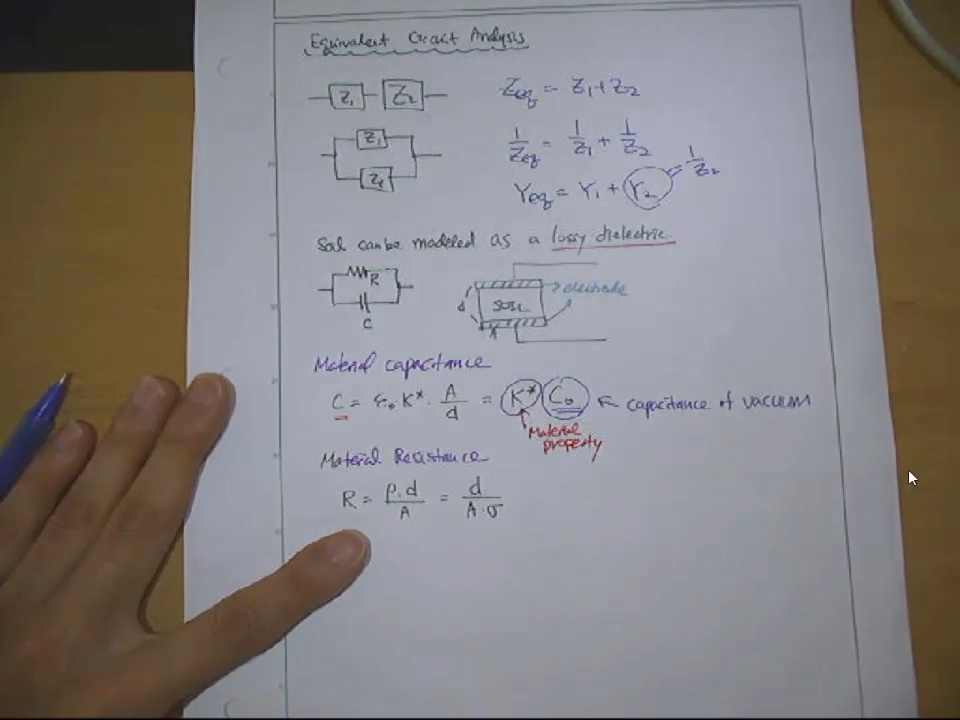 Equivalent Circuit Analysis
Z1 Z2
Zeq = Z1 + Z2
Z1
Z2
1/Zeq = 1/Z1 + 1/Z2
Yeq = Y1 + Y2 = 1/Z2
Soil can be modeled as a lossy dielectric.
R
C
d SOIL electrode
A
Material capacitance
C = ε0 K* · A/d = K* C0 ← capacitance of vacuum
Material property
Material Resistance
R = ρ.d/A = d/A·σ